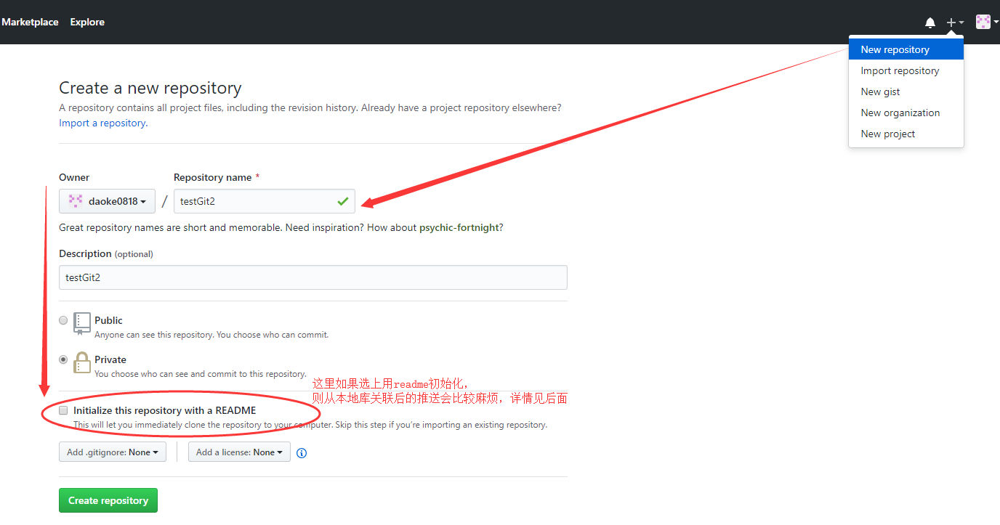 Marketplace Explore
New repository
Import repository
New gist
New organization
New project
Create a new repository
A repository contains all project files, including the revision history. Already have a project repository elsewhere?
Import a repository.
Owner
Repository name *
daoke0818 / testGit2
Great repository names are short and memorable. Need inspiration? How about psychic-fortnight?
Description (optional)
testGit2
Public
Anyone can see this repository. You choose who can commit.
Private
You choose who can see and commit to this repository.
这里如果选上用readme初始化，
则从本地库关联后的推送会比较麻烦，详情见后面
Initialize this repository with a README
This will let you immediately clone the repository to your computer. Skip this step if you’re importing an existing repository.
Add .gitignore: None
Add a license: None
Create repository